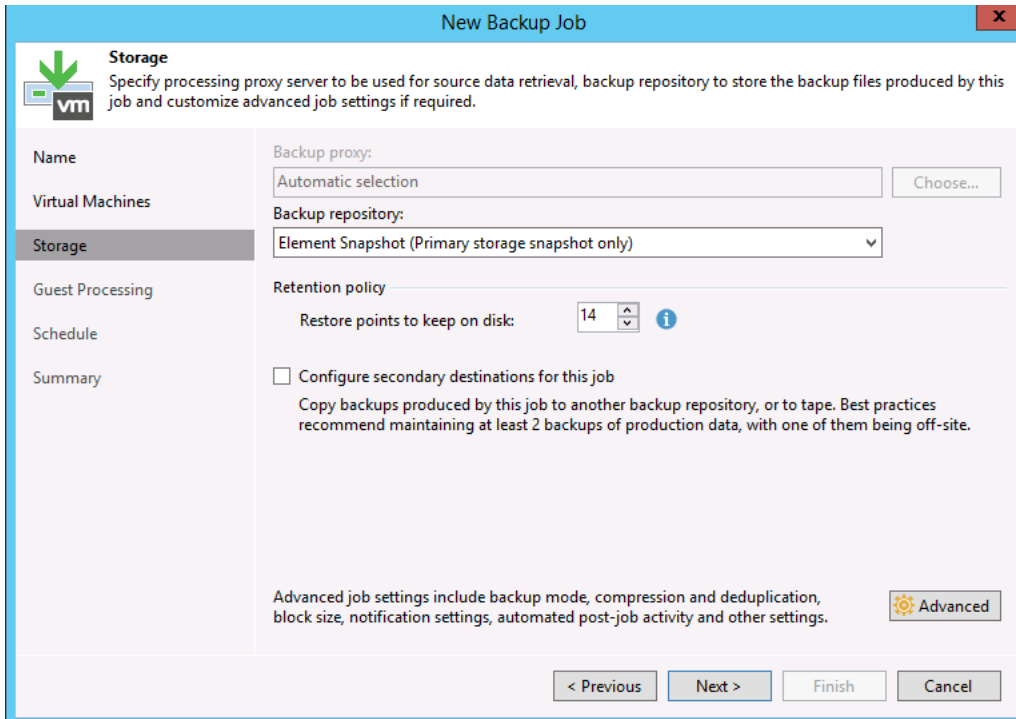 New Backup Job
x
Storage
Specify processing proxy server to be used for source data retrieval, backup repository to store the backup files produced by this
job and customize advanced job settings if required.
vm
Name
Virtual Machines
Storage
Guest Processing
Schedule
Summary
Backup proxy:
Automatic selection
Choose...
Backup repository:
Element Snapshot (Primary storage snapshot only)
Retention policy
Restore points to keep on disk:
14
i
Configure secondary destinations for this job
Copy backups produced by this job to another backup repository, or to tape. Best practices
recommend maintaining at least 2 backups of production data, with one of them being off-site.
Advanced job settings include backup mode, compression and deduplication,
block size, notification settings, automated post-job activity and other settings.
Advanced
< Previous
Next >
Finish
Cancel